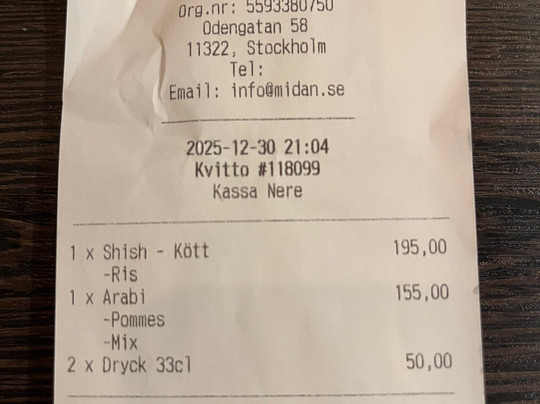 Org.nr: 5593380750
Odengatan 58
11322, Stockholm
Tel:
Email: info@midan.se
2025-12-30 21:04
Kvitto #118099
Kassa Nere
1 x Shish - Kött 195,00
-Ris
1 x Arabi 155,00
-Pommes
-Mix
2 x Dryck 33cl 50,00